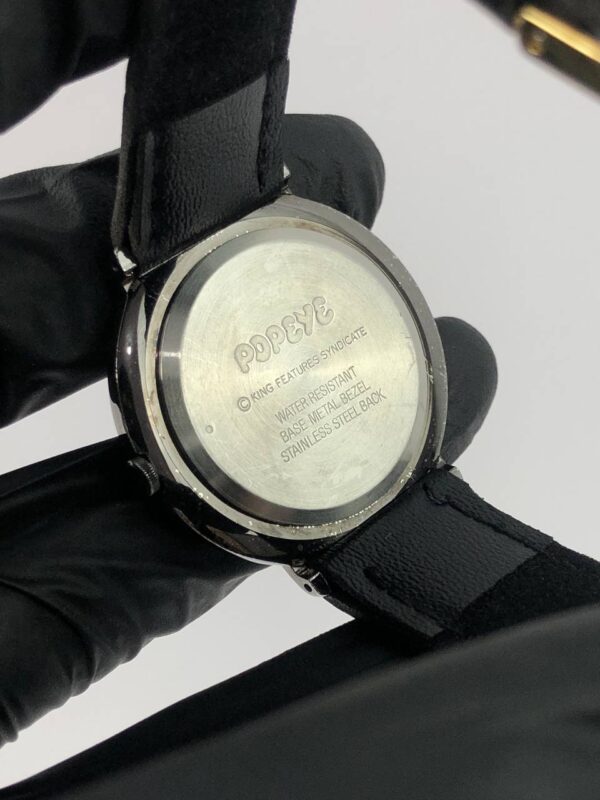 POPEYE
© KING FEATURES SYNDICATE
WATER RESISTANT
BASE METAL BEZEL
STAINLESS STEEL BACK